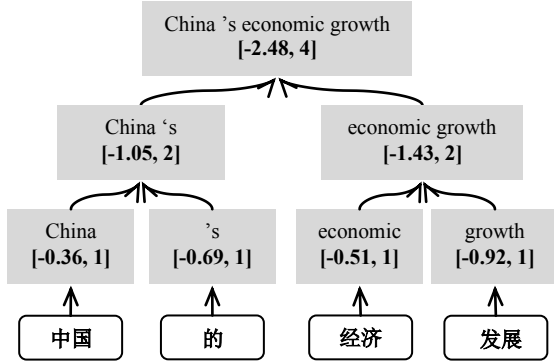 China 's economic growth
[-2.48, 4]
China ‘s
[-1.05, 2]
economic growth
[-1.43, 2]
China
[-0.36, 1]
's
[-0.69, 1]
economic
[-0.51, 1]
growth
[-0.92, 1]
中国
的
经济
发展